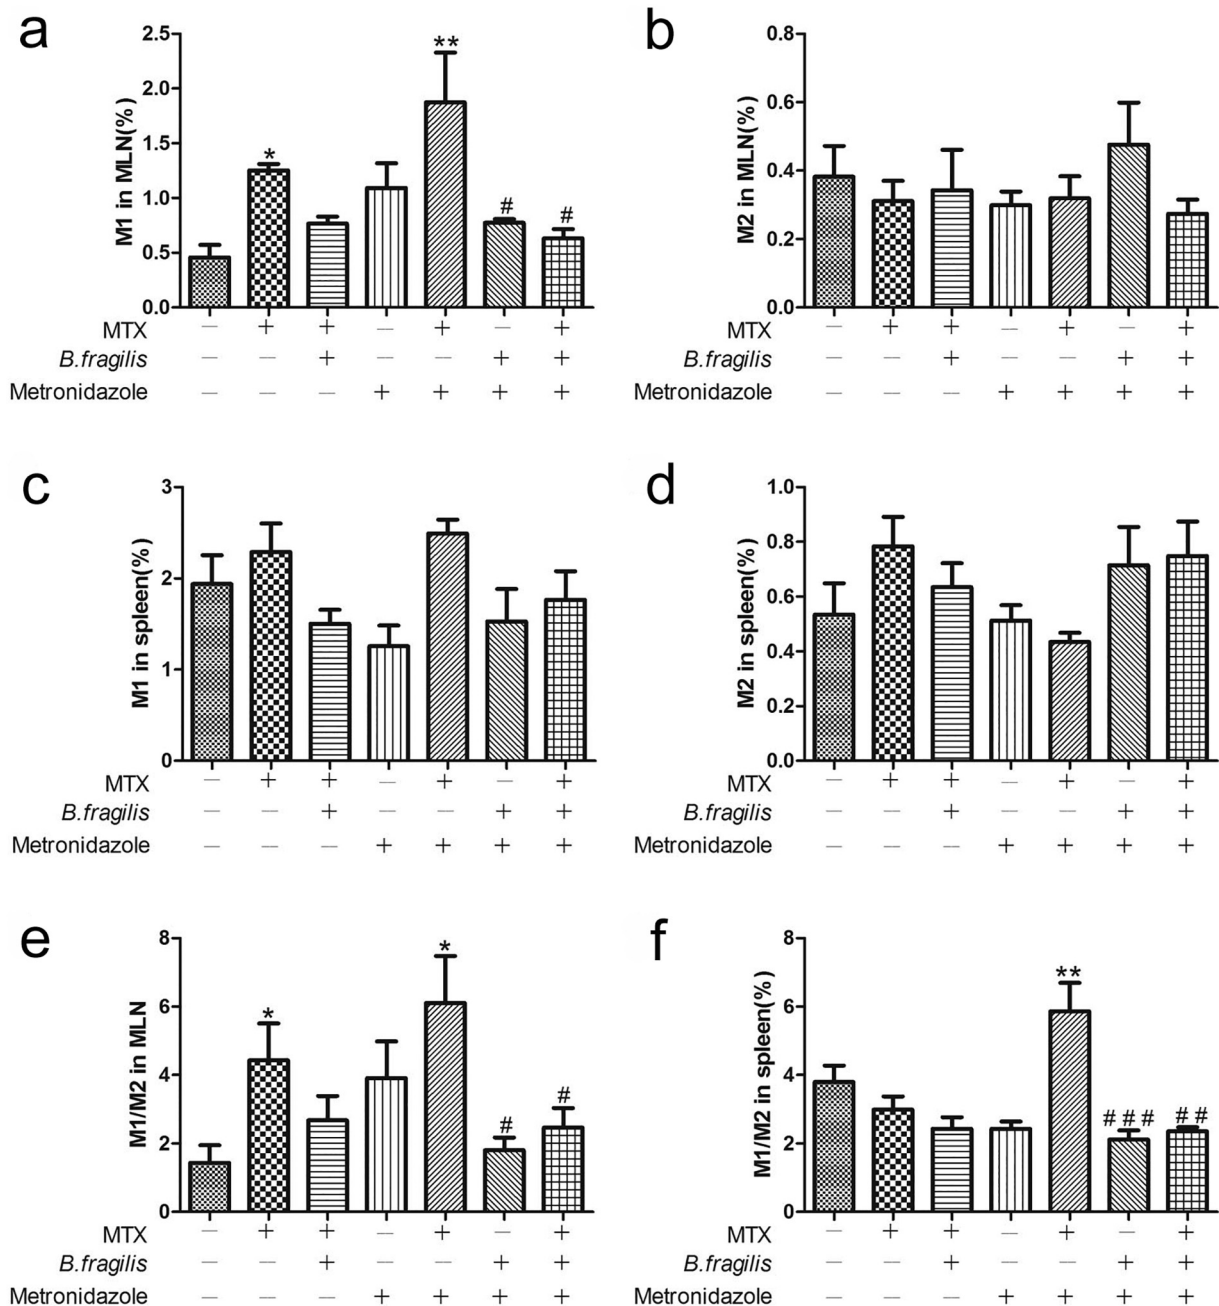 a
2.5
**
2.0
M1 in MLN(%)
1.5
*
1.0
#
#
0.5
0.0
MTX – + + – + – +
B.fragilis – – + – – + +
Metronidazole – – – + + + +
b
0.8
0.6
M2 in MLN(%)
0.4
0.2
0.0
MTX – + + – + – +
B.fragilis – – + – – + +
Metronidazole – – – + + + +
c
3
M1 in spleen(%)
2
1
0
MTX – + + – + – +
B.fragilis – – + – – + +
Metronidazole – – – + + + +
d
1.0
0.8
M2 in spleen(%)
0.6
0.4
0.2
0.0
MTX – + + – + – +
B.fragilis – – + – – + +
Metronidazole – – – + + + +
e
8
*
6
*
M1/M2 in MLN
4
#
#
2
0
MTX – + + – + – +
B.fragilis – – + – – + +
Metronidazole – – – + + + +
f
8
**
6
M1/M2 in spleen(%)
4
### ##
2
0
MTX – + + – + – +
B.fragilis – – + – – + +
Metronidazole – – – + + + +